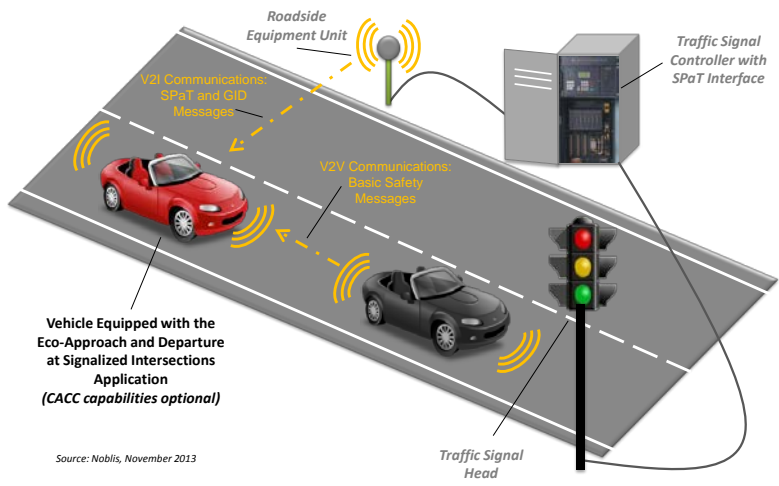 Roadside
Equipment Unit
Traffic Signal
Controller with
SPaT Interface
V2I Communications:
SPaT and GID
Messages
V2V Communications:
Basic Safety
Messages
Vehicle Equipped with the
Eco-Approach and Departure
at Signalized Intersections
Application
(CACC capabilities optional)
Traffic Signal
Head
Source: Noblis, November 2013